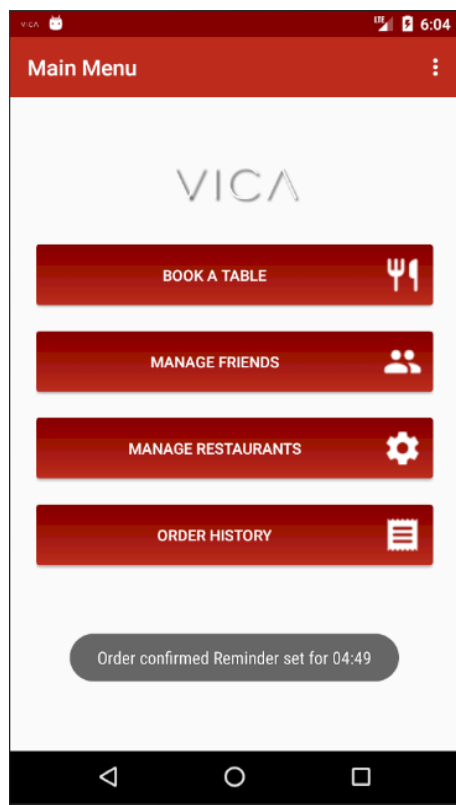 VICA
LTE
6:04
Main Menu
VICA
BOOK A TABLE
MANAGE FRIENDS
MANAGE RESTAURANTS
ORDER HISTORY
Order confirmed Reminder set for 04:49